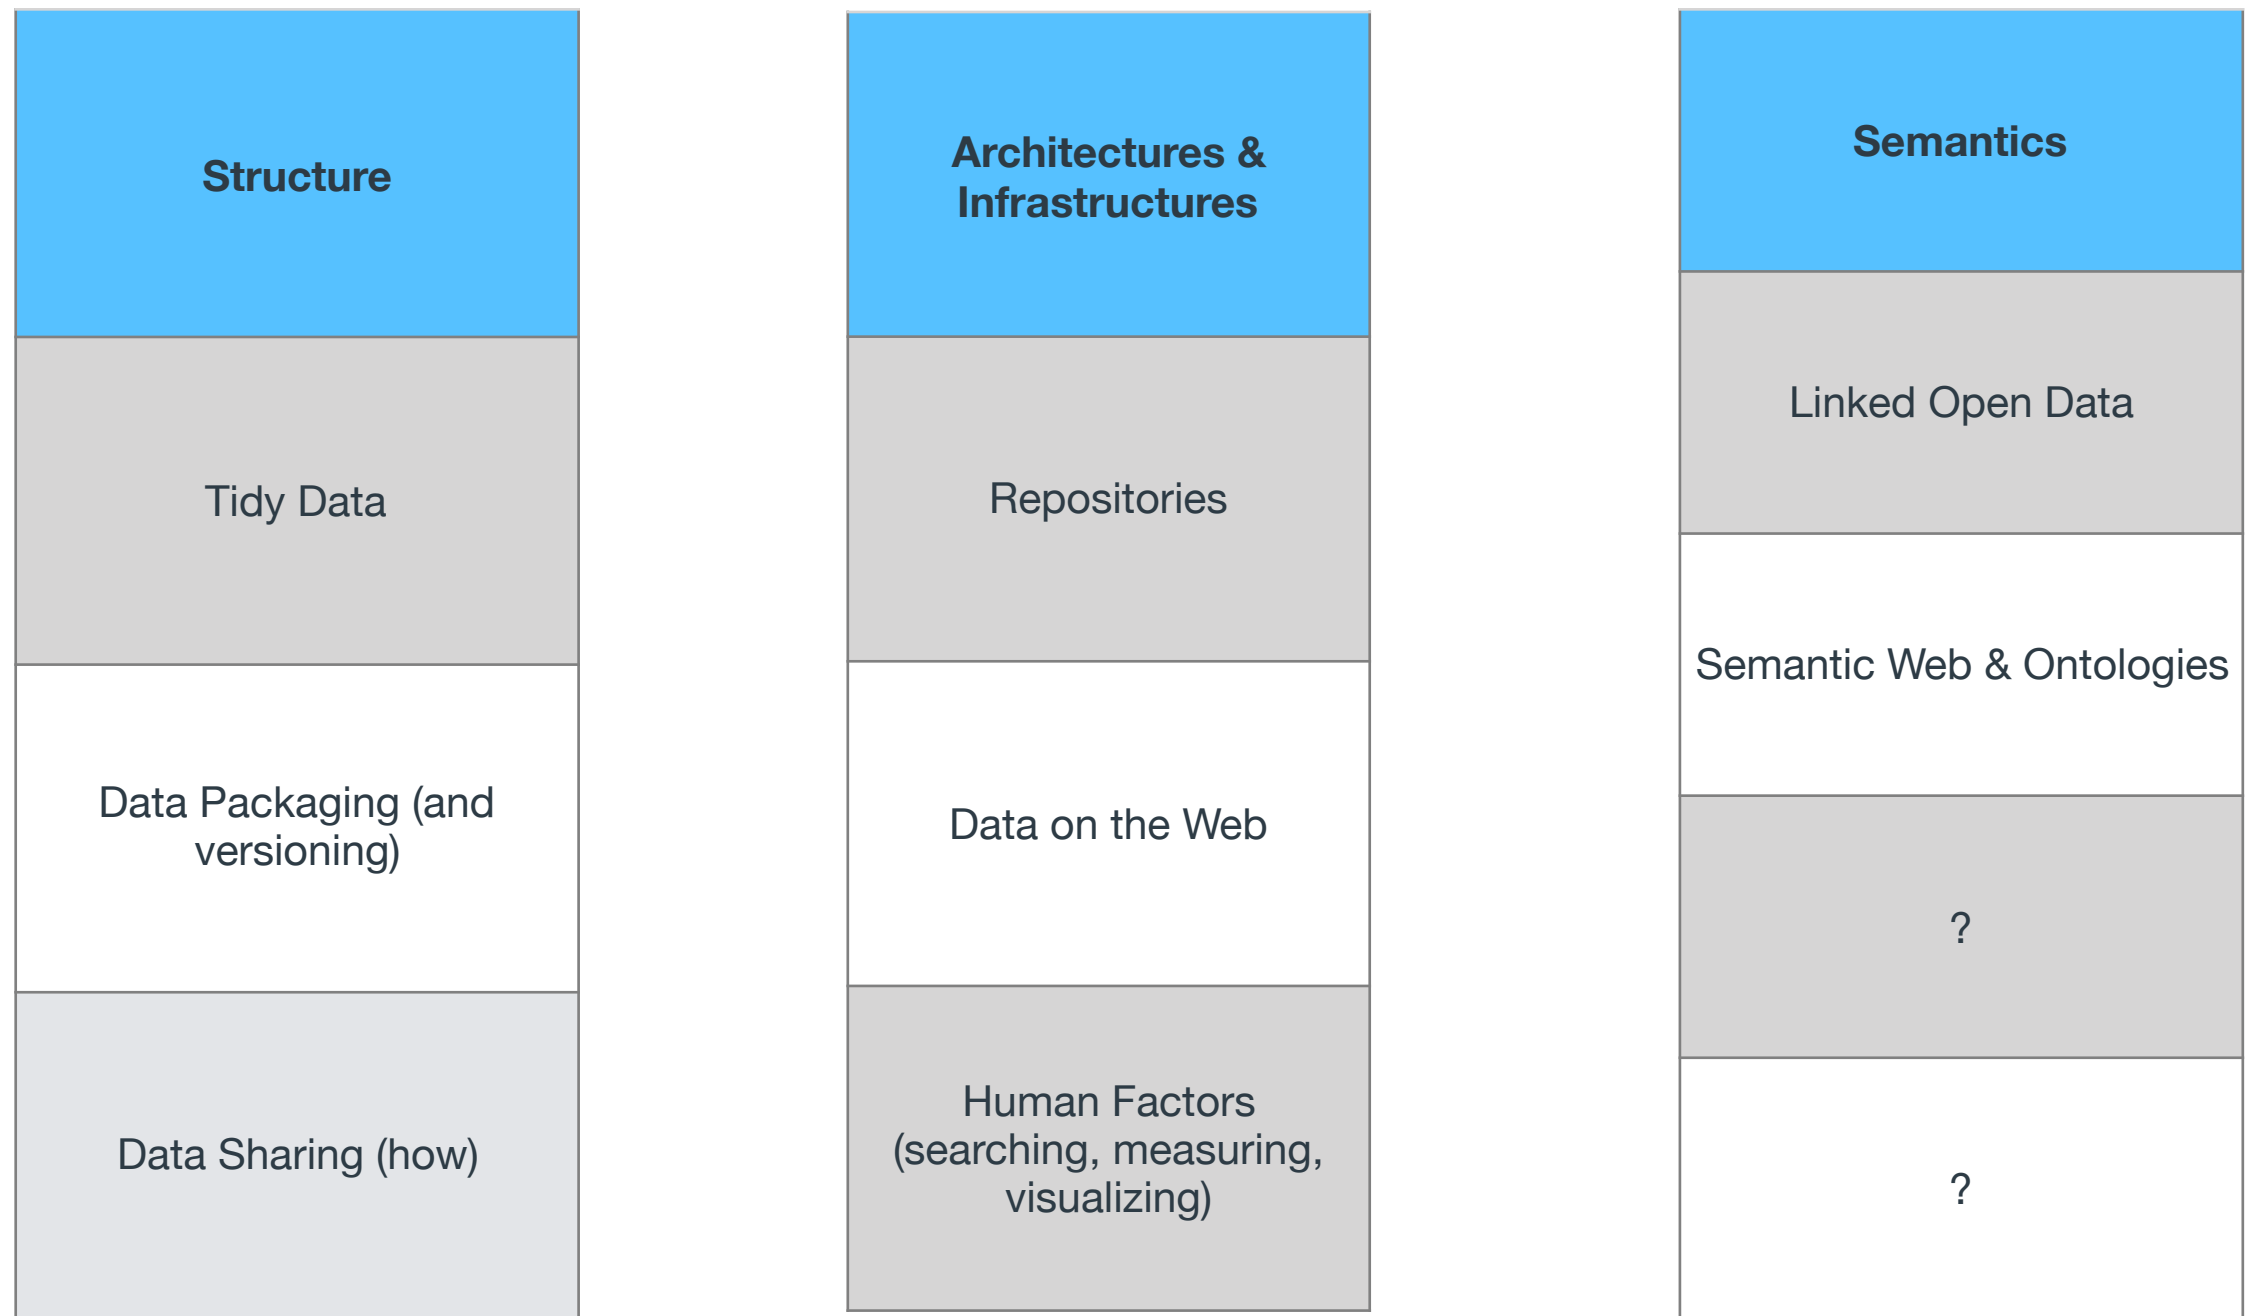 Structure
Tidy Data
Data Packaging (and
versioning)
Data Sharing (how)
Architectures &
Infrastructures
Repositories
Data on the Web
Human Factors
(searching, measuring,
visualizing)
Semantics
Linked Open Data
Semantic Web & Ontologies
?
?